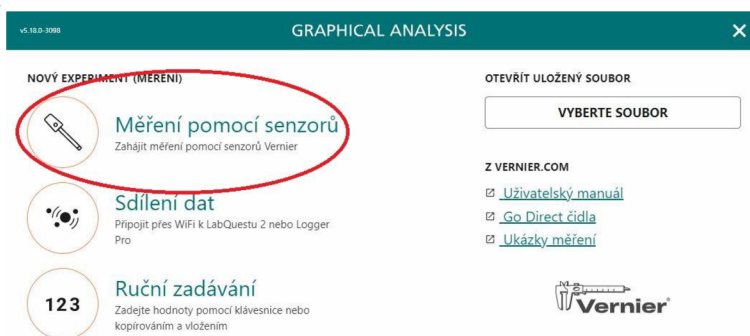 v5.18.0-3098
GRAPHICAL ANALYSIS
NOVÝ EXPERIMENT (MĚŘENÍ)
Měření pomocí senzorů
Zahájit měření pomocí senzorů Vernier
Sdílení dat
Připojit přes WiFi k LabQuestu 2 nebo Logger
Pro
123
Ruční zadávání
Zadejte hodnoty pomocí klávesnice nebo
kopírováním a vložením
OTEVŘÍT ULOŽENÝ SOUBOR
VYBERTE SOUBOR
Z VERNIER.COM
Uživatelský manuál
Go Direct čidla
Ukázky měření
Vernier